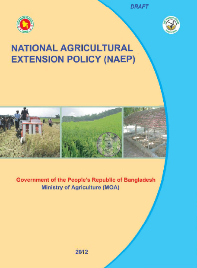 DRAFT
NATIONAL AGRICULTURAL
EXTENSION POLICY (NAEP)
Government of the People's Republic of Bangladesh
Ministry of Agriculture (MOA)
2012